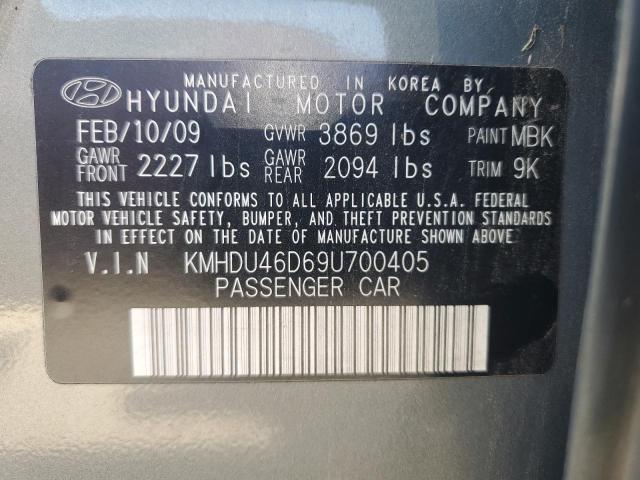 MANUFACTURED IN KOREA BY
HYUNDAI MOTOR COMPANY
FEB/10/09 GVWR 3869 lbs PAINT MBK
GAWR FRONT 2227 lbs GAWR REAR 2094 lbs TRIM 9K
THIS VEHICLE CONFORMS TO ALL APPLICABLE U.S.A. FEDERAL
MOTOR VEHICLE SAFETY, BUMPER, AND THEFT PREVENTION STANDARDS
IN EFFECT ON THE DATE OF MANUFACTURE SHOWN ABOVE.
V.I.N KMHDU46D69U700405
PASSENGER CAR